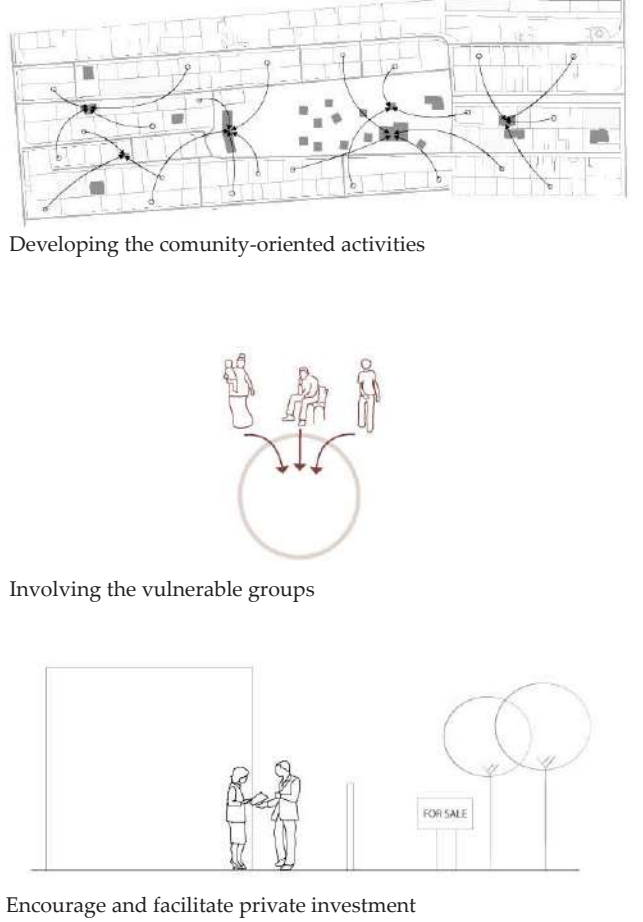 Developing the comunity-oriented activities
Involving the vulnerable groups
FOR SALE
Encourage and facilitate private investment